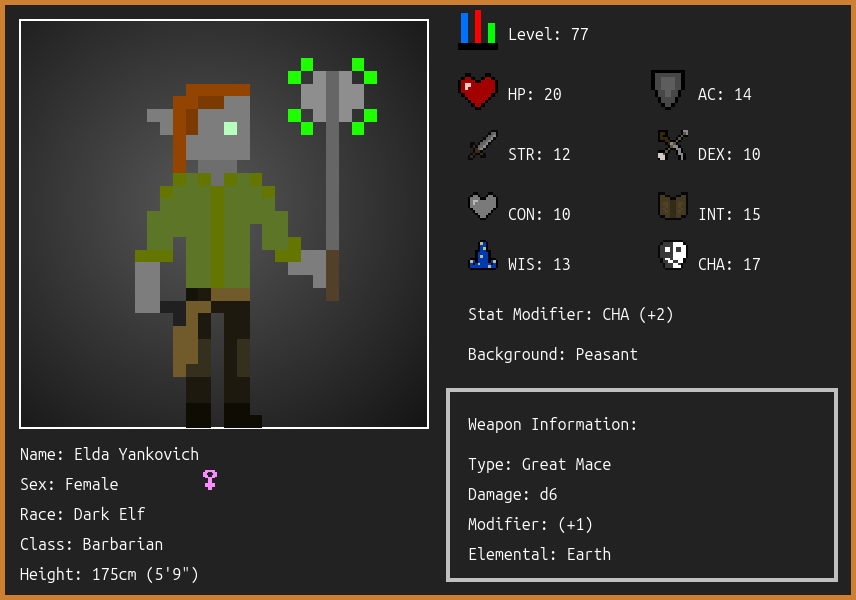 Level: 77
HP: 20
AC: 14
STR: 12
DEX: 10
CON: 10
INT: 15
WIS: 13
CHA: 17
Stat Modifier: CHA (+2)
Background: Peasant
Weapon Information:
Type: Great Mace
Damage: d6
Modifier: (+1)
Elemental: Earth
Name: Elda Yankovich
Sex: Female
Race: Dark Elf
Class: Barbarian
Height: 175cm (5'9")